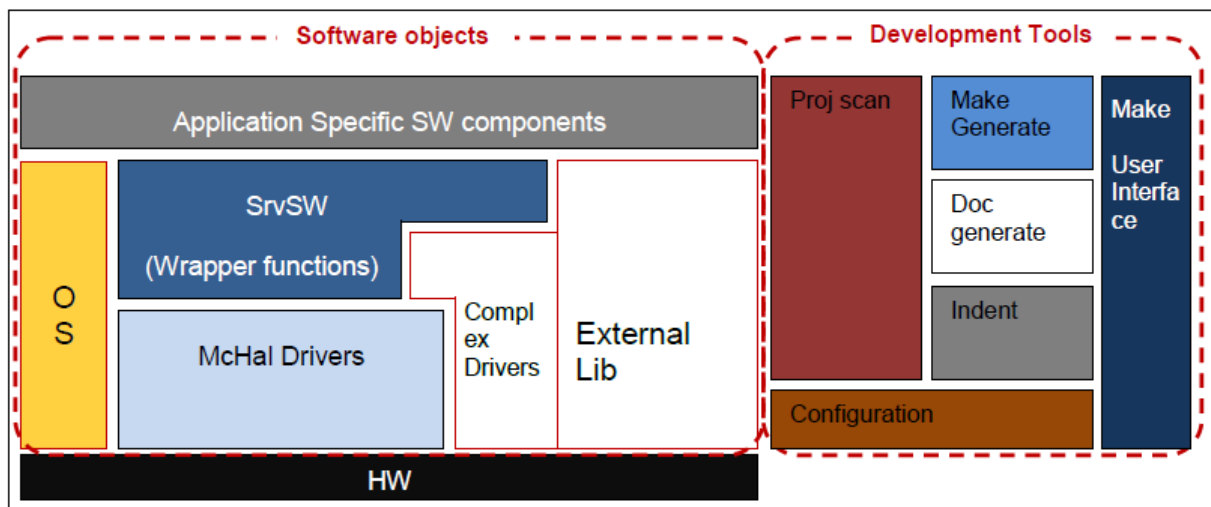 Software objects
Development Tools
Application Specific SW components
O
S
SrvSW
(Wrapper functions)
McHal Drivers
Compl
ex
Drivers
External
Lib
HW
Proj scan
Make
Generate
Doc
generate
Indent
Configuration
Make
User
Interfa
ce